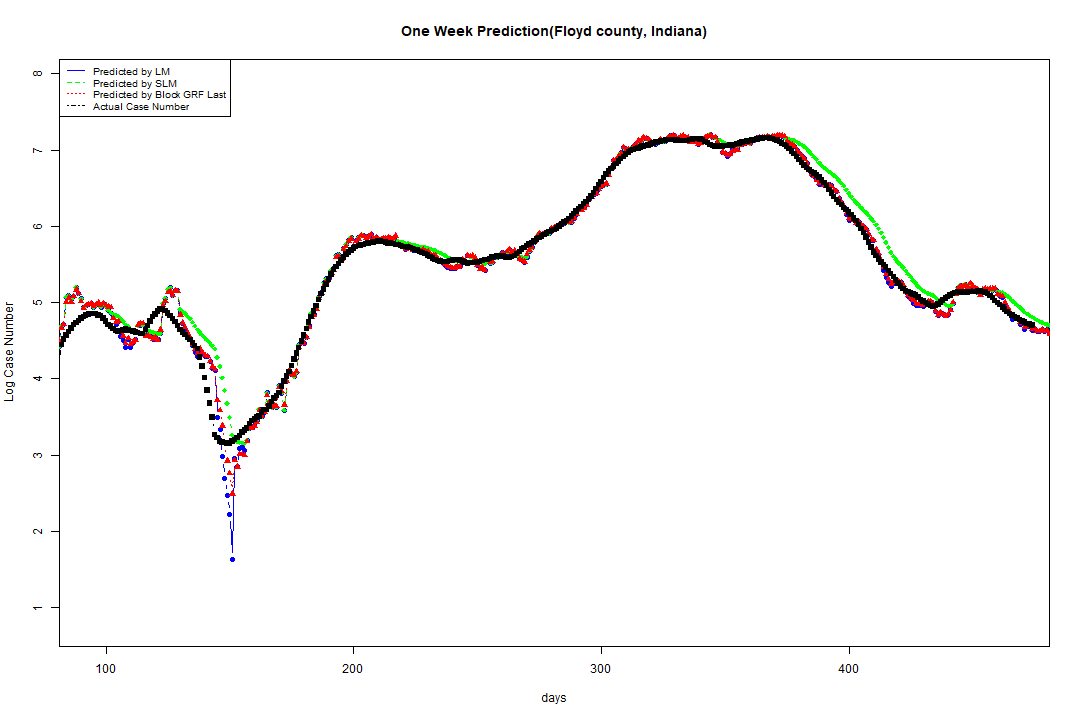 One Week Prediction(Floyd county, Indiana)
Predicted by LM
Predicted by SLM
Predicted by Block GRF Last
Actual Case Number
8
7
6
5
4
3
2
1
Log Case Number
100 200 300 400
days